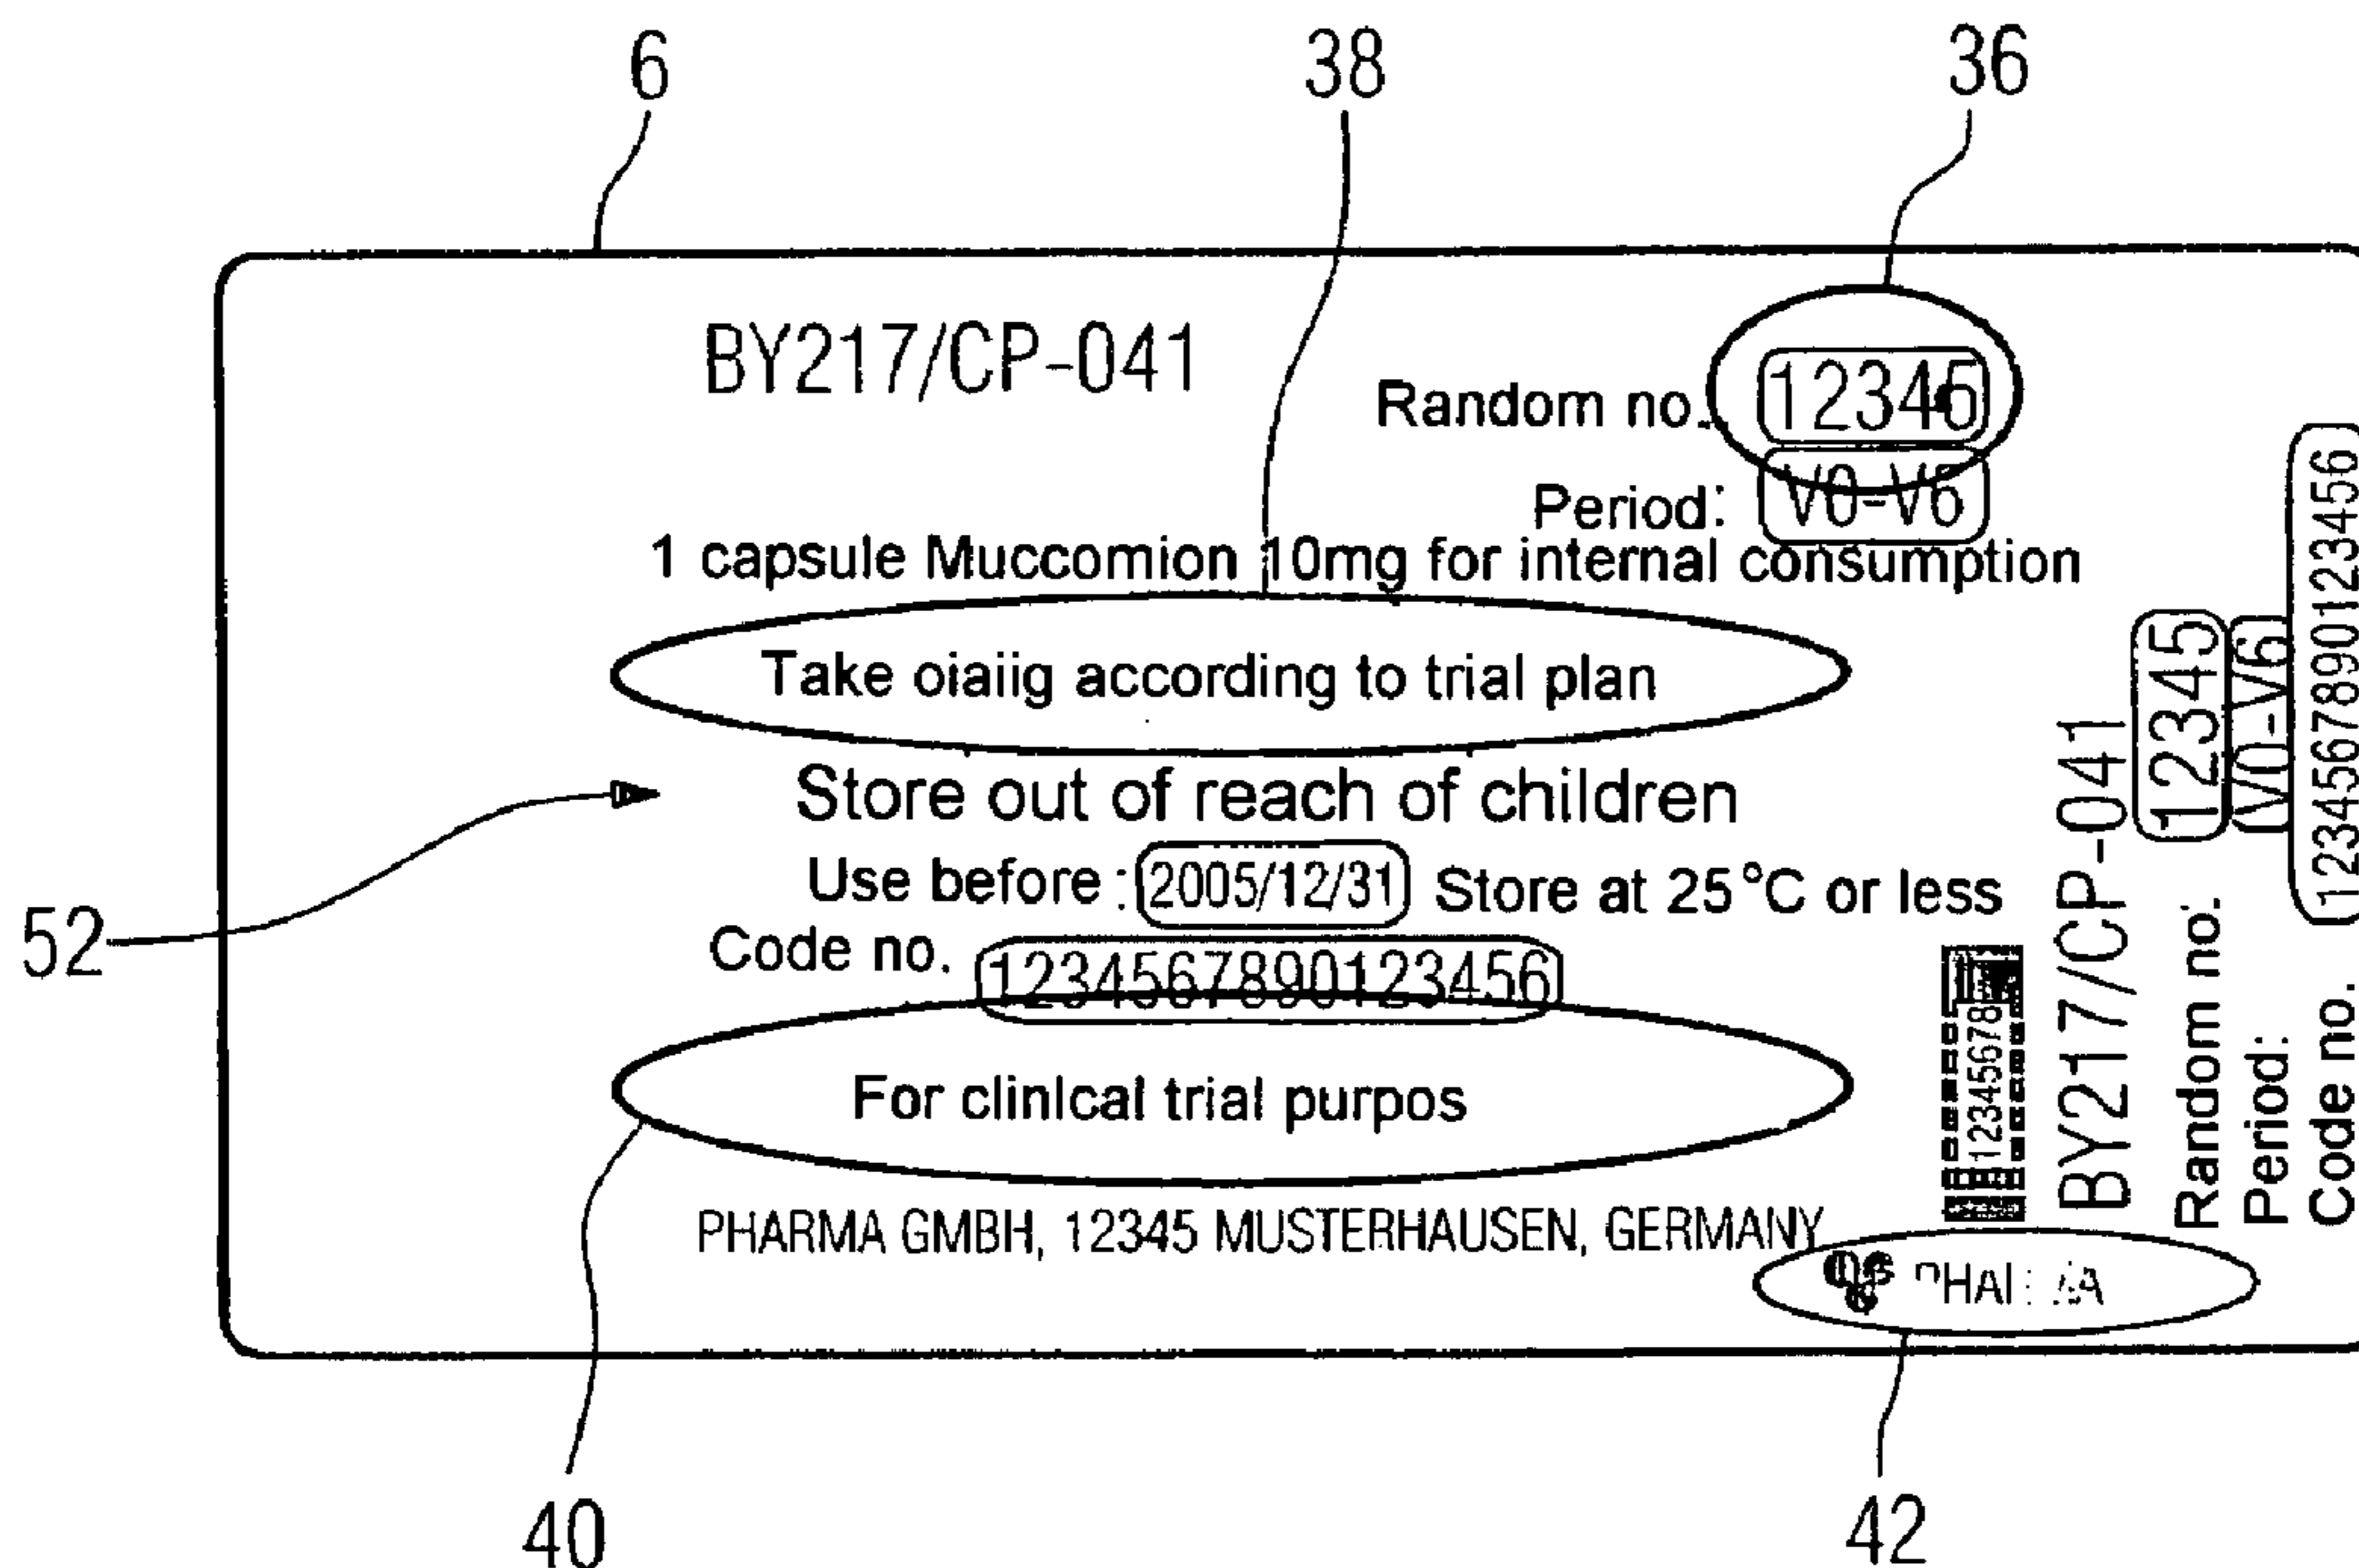 6
38
36
BY217/CP-041
Random no. 12345
Period: V0-V6
1 capsule Muccomion 10mg for internal consumption
Take oiaiig according to trial plan
Store out of reach of children
52
Use before : 2005/12/31 Store at 25°C or less
Code no. 1234567890123456
For clinlcal trial purpos
PHARMA GMBH, 12345 MUSTERHAUSEN, GERMANY
12345678
BY217/CP-041
Random no. 12345
Period: V0-V6
Code no. 1234567890123456
40
42